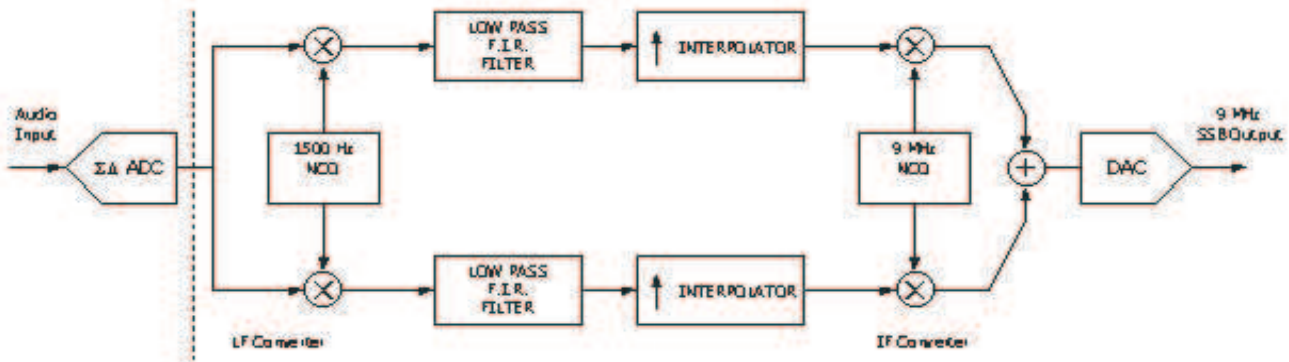 LOW PASS
F.I.R.
FILTER
INTERPOLATOR
Audio
Input
ΣΔ ADC
1500 Hz
NCO
9 MHz
NCO
DAC
9 MHz
SSB Output
LOW PASS
F.I.R.
FILTER
INTERPOLATOR
LF Converter
IF Converter